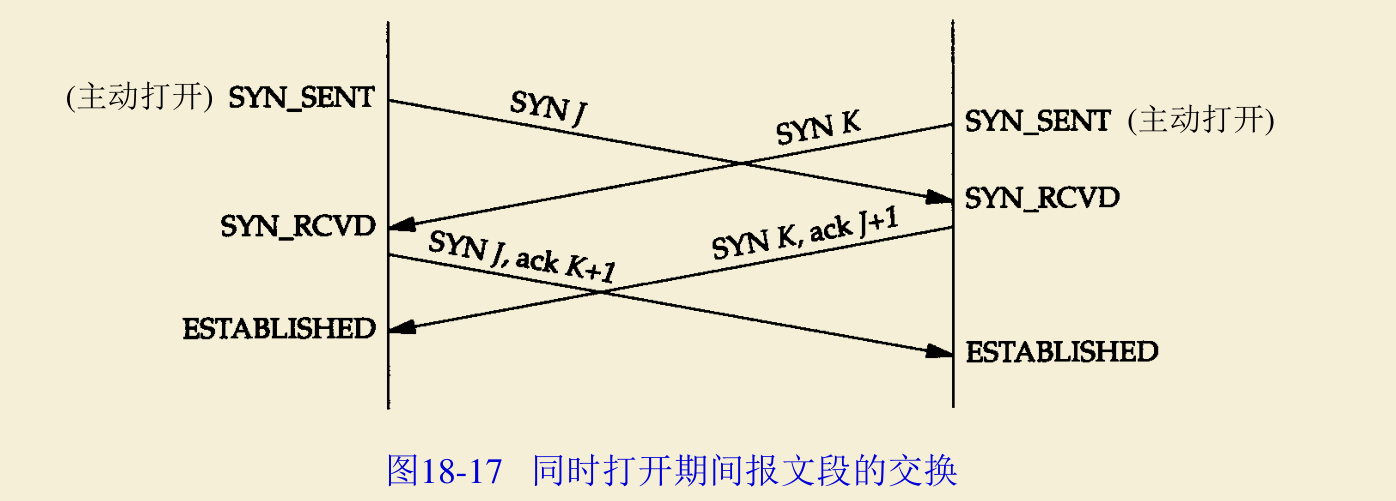 (主动打开) SYN_SENT
SYN J
SYN K
SYN_SENT (主动打开)
SYN_RCVD
SYN_RCVD
SYN J, ack K+1
SYN K, ack J+1
ESTABLISHED
ESTABLISHED
图18-17 同时打开期间报文段的交换